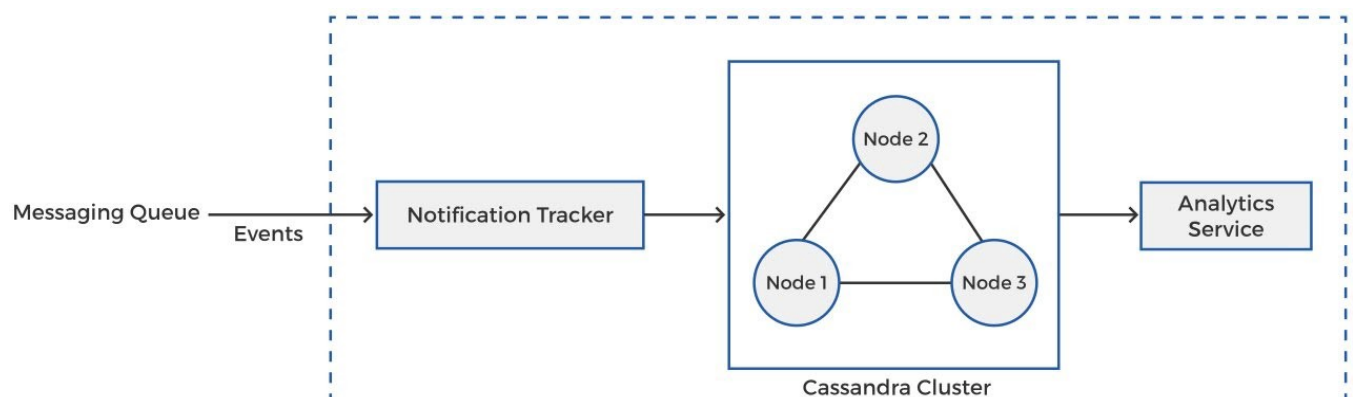 Messaging Queue
Events
Notification Tracker
Node 2
Node 1
Node 3
Cassandra Cluster
Analytics
Service